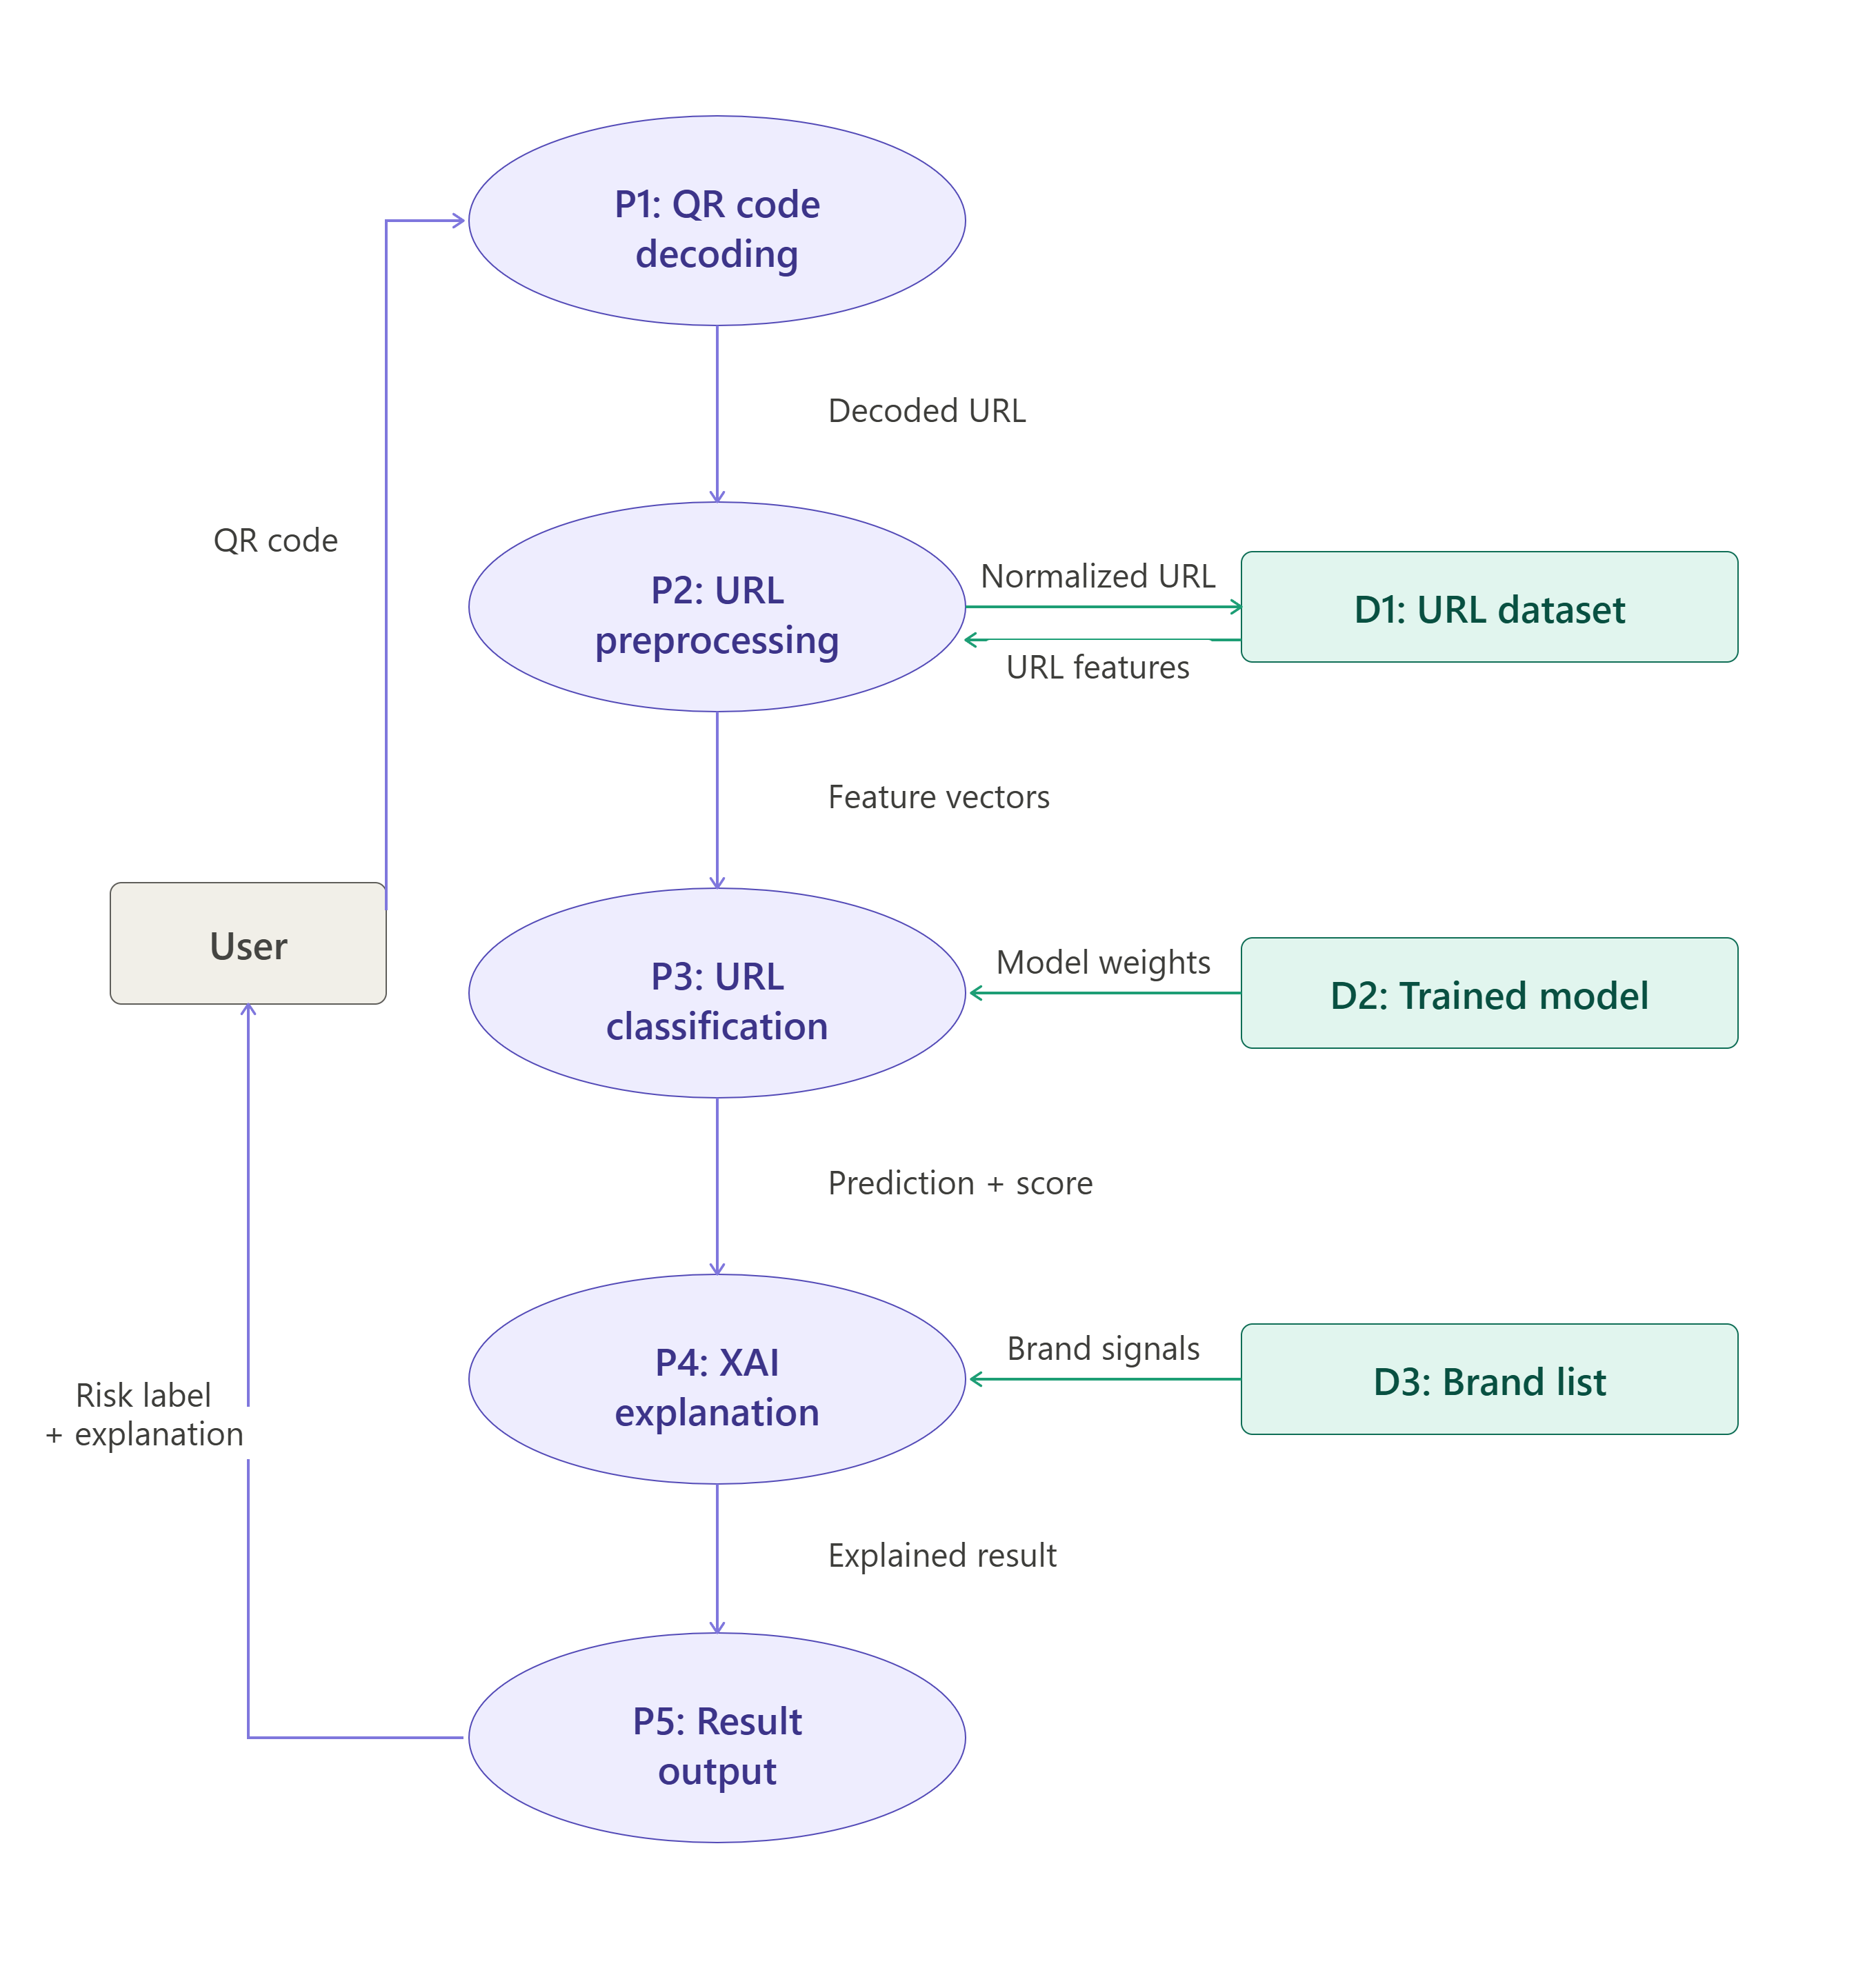 P1: QR code
decoding
Decoded URL
QR code
P2: URL
preprocessing
Normalized URL
URL features
D1: URL dataset
Feature vectors
User
P3: URL
classification
Model weights
D2: Trained model
Prediction + score
P4: XAI
explanation
Brand signals
D3: Brand list
Risk label
+ explanation
Explained result
P5: Result
output